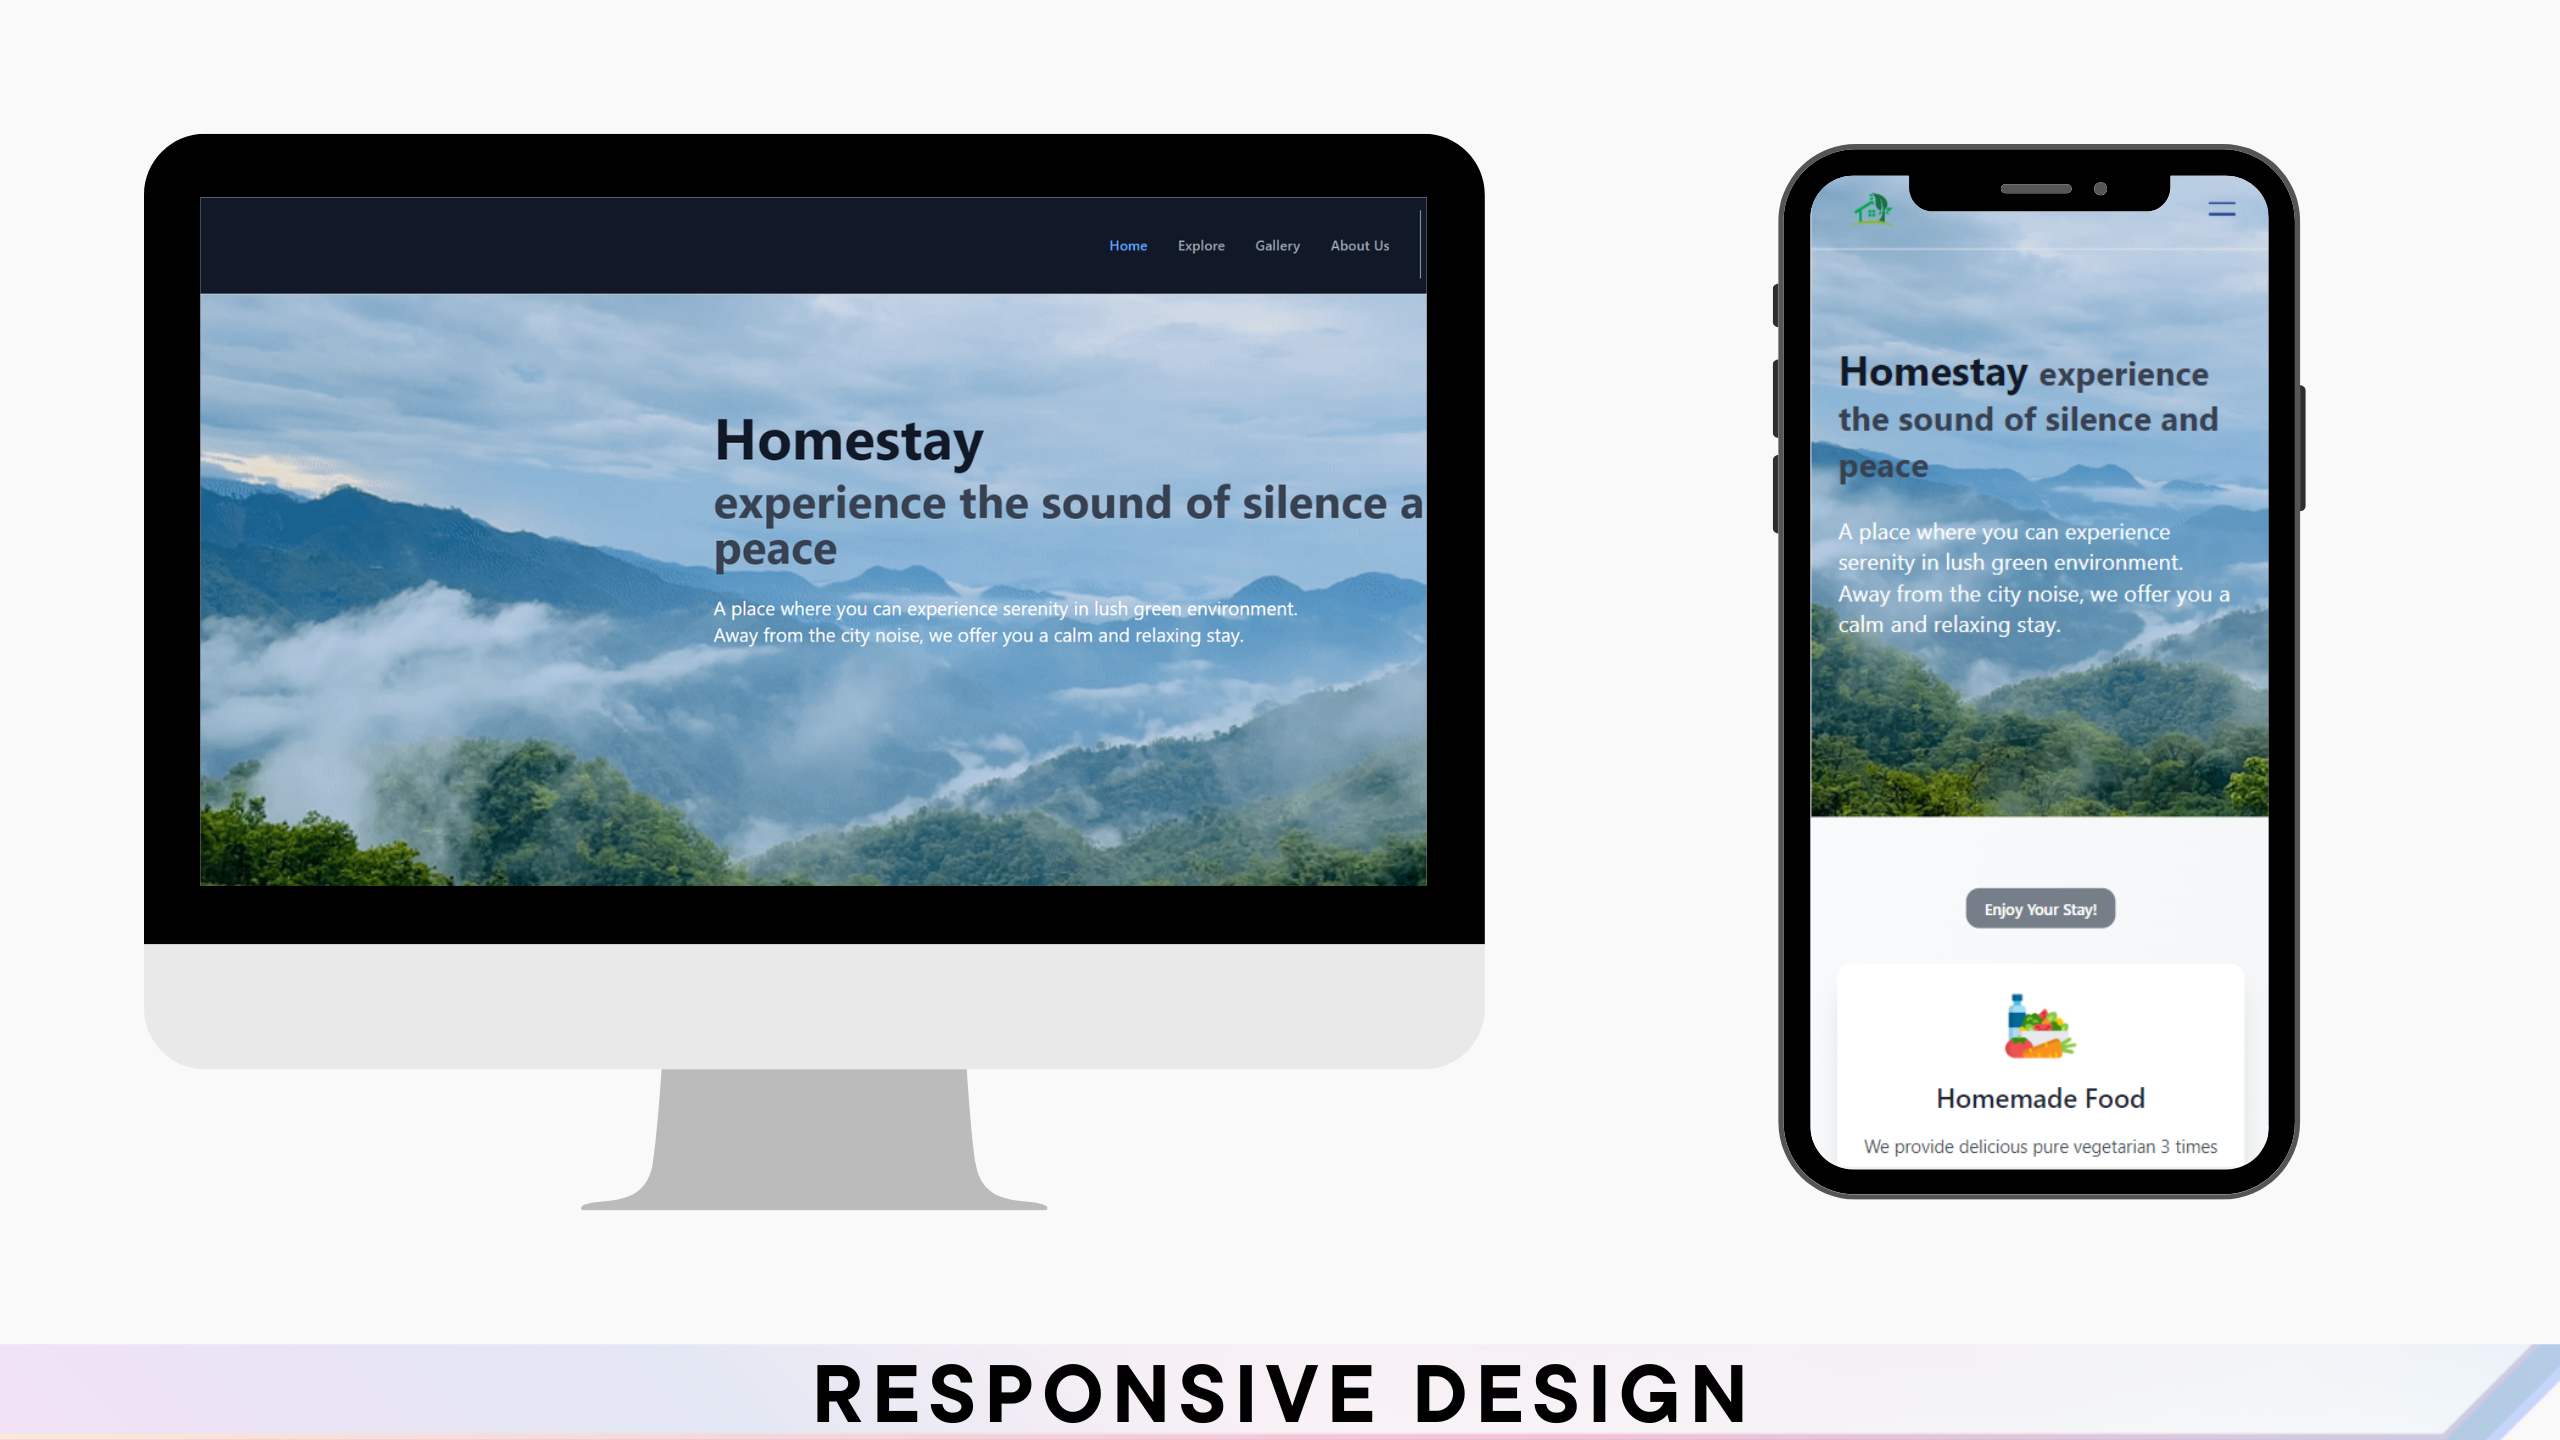 Home Explore Gallery About Us
Homestay
experience the sound of silence a
peace
A place where you can experience serenity in lush green environment.
Away from the city noise, we offer you a calm and relaxing stay.
Homestay experience
the sound of silence and
peace
A place where you can experience
serenity in lush green environment.
Away from the city noise, we offer you a
calm and relaxing stay.
Enjoy Your Stay!
Homemade Food
We provide delicious pure vegetarian 3 times
RESPONSIVE DESIGN